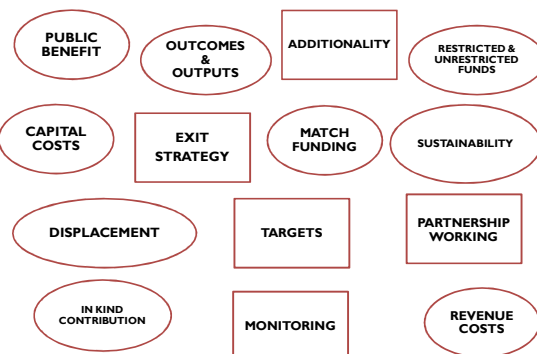 PUBLIC
BENEFIT
OUTCOMES
&
OUTPUTS
ADDITIONALITY
RESTRICTED &
UNRESTRICTED
FUNDS
CAPITAL
COSTS
EXIT
STRATEGY
MATCH
FUNDING
SUSTAINABILITY
DISPLACEMENT
TARGETS
PARTNERSHIP
WORKING
IN KIND
CONTRIBUTION
MONITORING
REVENUE
COSTS